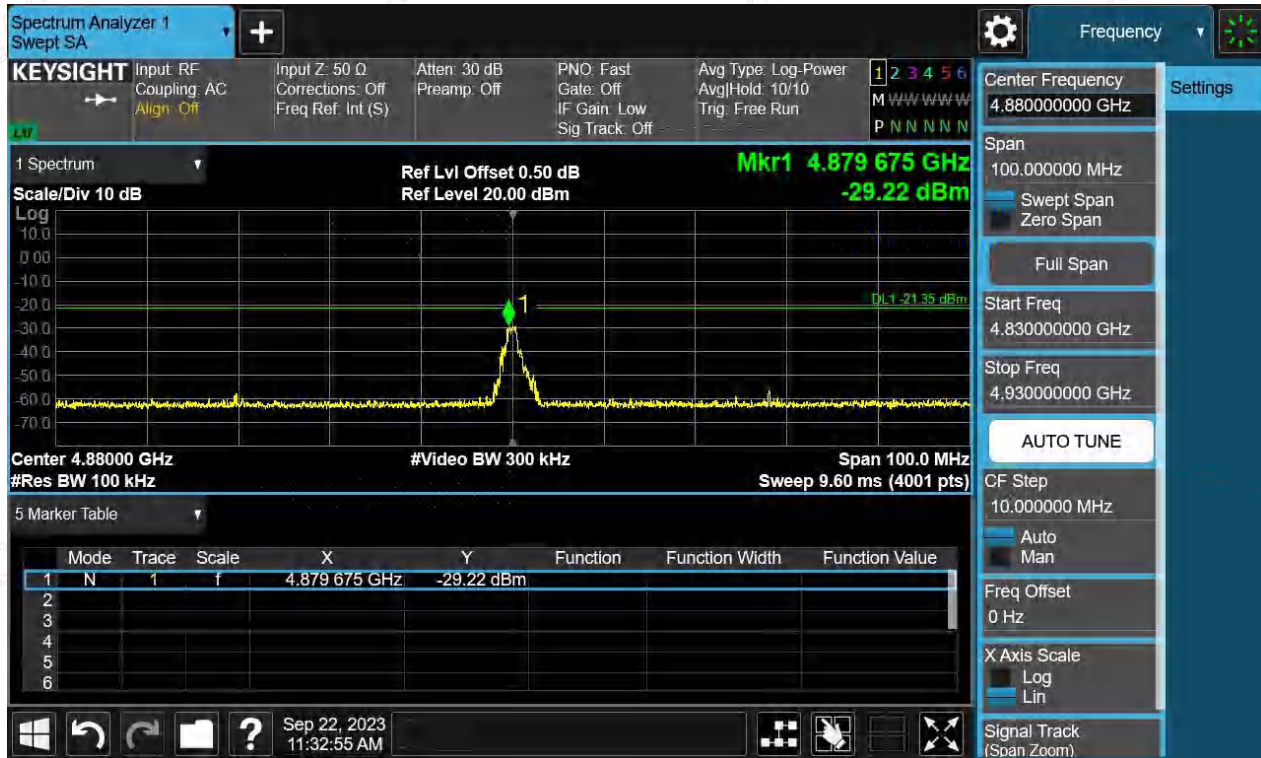 Spectrum Analyzer 1
Swept SA
+
Frequency
KEYSIGHT
Input: RF
Coupling: AC
Align: Off
Input Z: 50 Ω
Corrections: Off
Freq Ref: Int (S)
Atten: 30 dB
Preamp: Off
PNO: Fast
Gate: Off
IF Gain: Low
Sig Track: Off
Avg Type: Log-Power
Avg|Hold: 10/10
Trig: Free Run
1 2 3 4 5 6
M W W W W W
P N N N N N
LXI
1 Spectrum
Scale/Div 10 dB
Ref Lvl Offset 0.50 dB
Ref Level 20.00 dBm
Mkr1 4.879 675 GHz
-29.22 dBm
Log
10.0
0.00
-10.0
-20.0
-30.0
-40.0
-50.0
-60.0
-70.0
1
DL1 -21.35 dBm
Center 4.88000 GHz
#Video BW 300 kHz
Span 100.0 MHz
#Res BW 100 kHz
Sweep 9.60 ms (4001 pts)
5 Marker Table
Mode Trace Scale X Y Function Function Width Function Value
1 N 1 f 4.879 675 GHz -29.22 dBm
2
3
4
5
6
Sep 22, 2023
11:32:55 AM
?
Center Frequency
4.880000000 GHz
Settings
Span
100.000000 MHz
Swept Span
Zero Span
Full Span
Start Freq
4.830000000 GHz
Stop Freq
4.930000000 GHz
AUTO TUNE
CF Step
10.000000 MHz
Auto
Man
Freq Offset
0 Hz
X Axis Scale
Log
Lin
Signal Track
(Span Zoom)